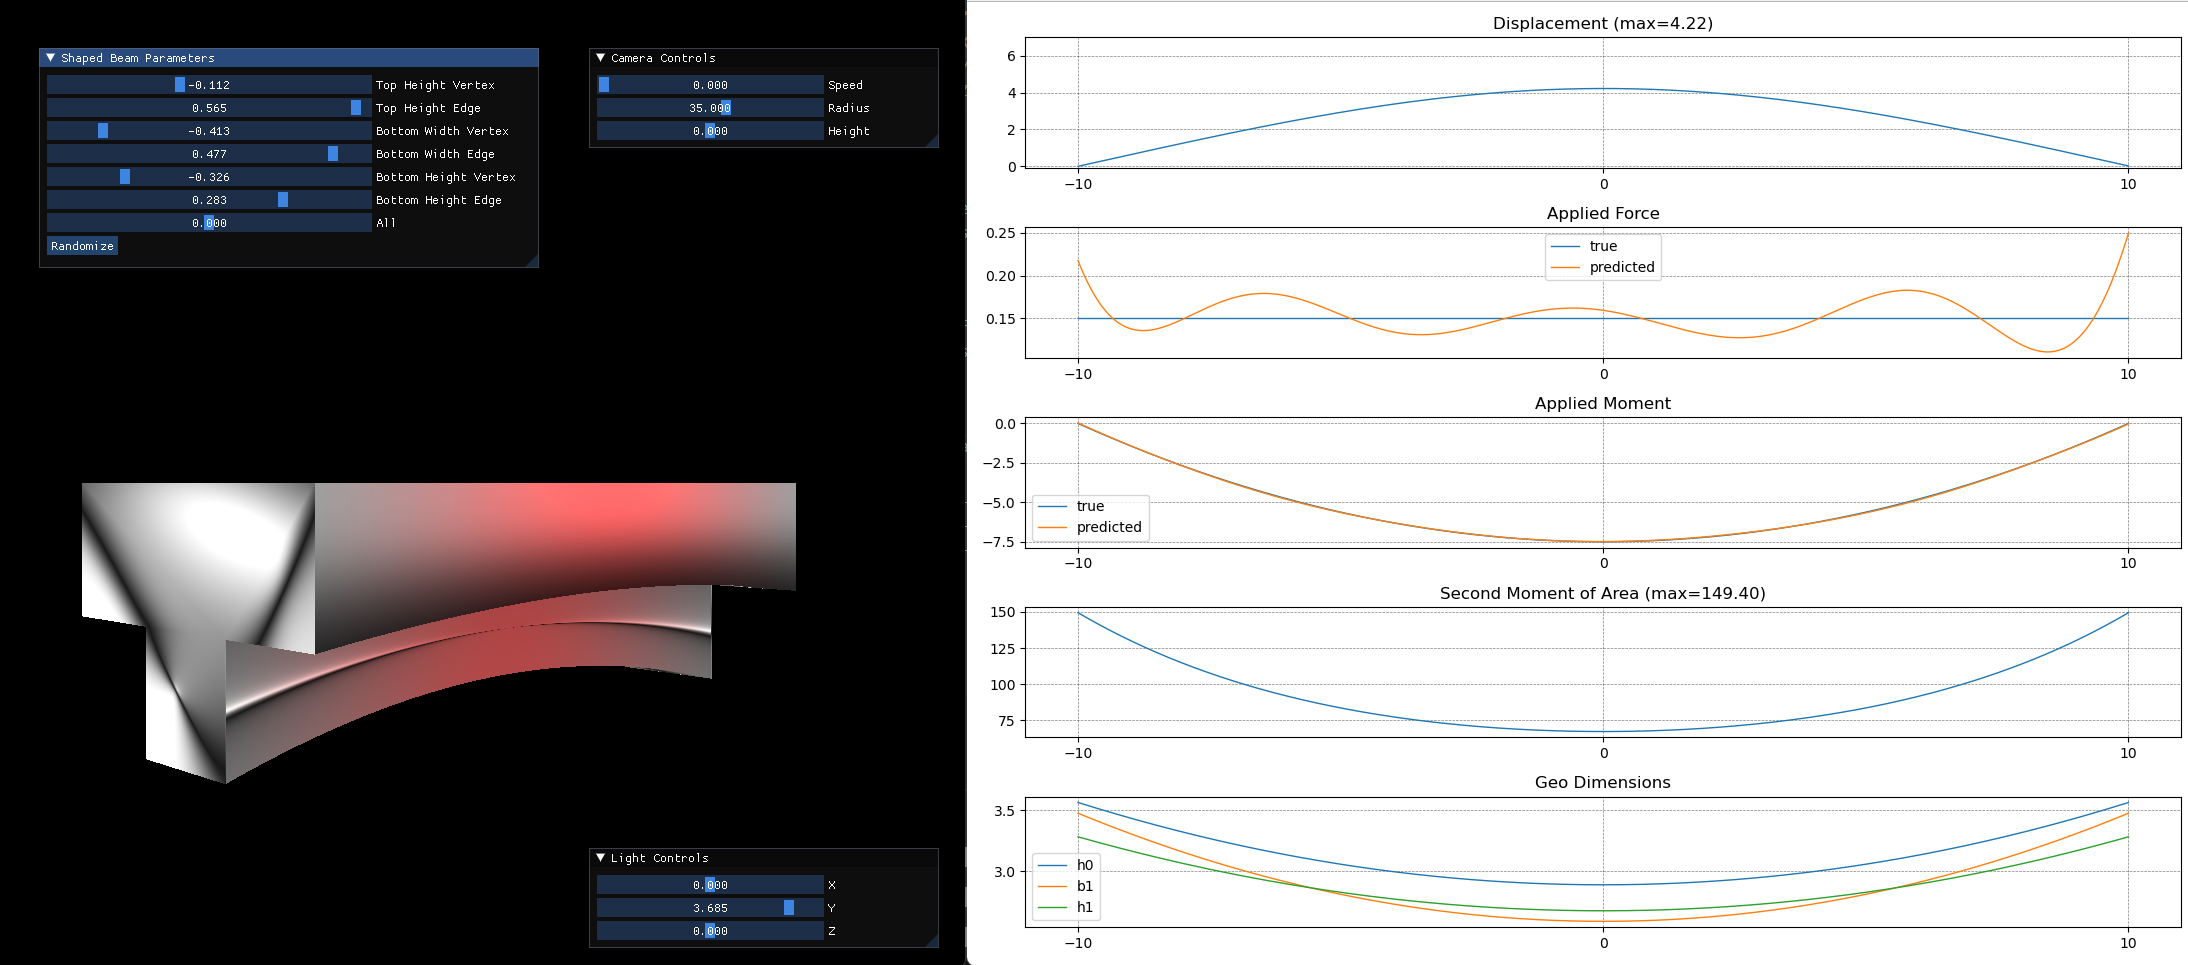 Shaped Beam Parameters
-0.112 Top Height Vertex
0.565 Top Height Edge
-0.413 Bottom Width Vertex
0.477 Bottom Width Edge
-0.326 Bottom Height Vertex
0.283 Bottom Height Edge
0.000 All
Randomize
Camera Controls
0.000 Speed
35.000 Radius
0.000 Height
Light Controls
0.000 X
3.685 Y
0.000 Z
Displacement (max=4.22)
6
4
2
0
−10 0 10
Applied Force
0.25
0.20
0.15
true
predicted
−10 0 10
Applied Moment
0.0
−2.5
−5.0
−7.5
true
predicted
−10 0 10
Second Moment of Area (max=149.40)
150
125
100
75
−10 0 10
Geo Dimensions
3.5
3.0
h0
b1
h1
−10 0 10